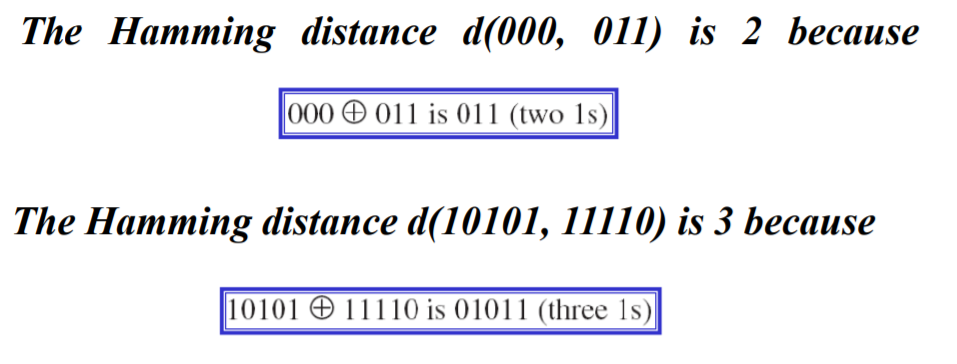 The Hamming distance d(000, 011) is 2 because
000 ⊕ 011 is 011 (two 1s)
The Hamming distance d(10101, 11110) is 3 because
10101 ⊕ 11110 is 01011 (three 1s)